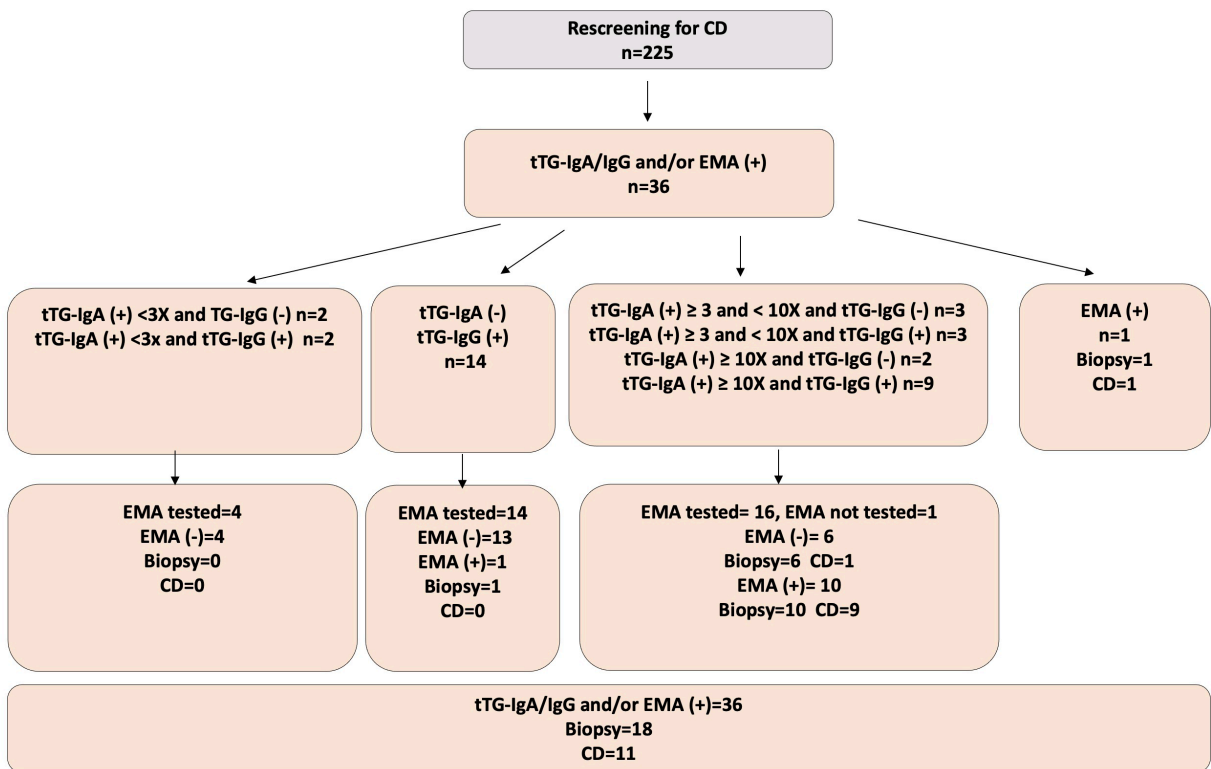 Rescreening for CD
n=225
tTG-IgA/IgG and/or EMA (+)
n=36
tTG-IgA (+) <3X and TG-IgG (-) n=2
tTG-IgA (+) <3x and tTG-IgG (+) n=2
tTG-IgA (-)
tTG-IgG (+)
n=14
tTG-IgA (+) ≥ 3 and < 10X and tTG-IgG (-) n=3
tTG-IgA (+) ≥ 3 and < 10X and tTG-IgG (+) n=3
tTG-IgA (+) ≥ 10X and tTG-IgG (-) n=2
tTG-IgA (+) ≥ 10X and tTG-IgG (+) n=9
EMA (+)
n=1
Biopsy=1
CD=1
EMA tested=4
EMA (-)=4
Biopsy=0
CD=0
EMA tested=14
EMA (-)=13
EMA (+)=1
Biopsy=1
CD=0
EMA tested= 16, EMA not tested=1
EMA (-)= 6
Biopsy=6 CD=1
EMA (+)= 10
Biopsy=10 CD=9
tTG-IgA/IgG and/or EMA (+)=36
Biopsy=18
CD=11